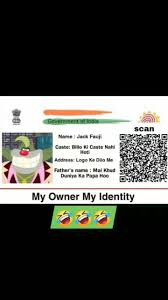 Government of India
scan
Name : Jack Fauji
Caste: Billo Ki Caste Nahi
Hoti
Address: Logo Ke Dilo Me
Father's name : Mai Khud
Duniya Ka Papa Hoo
My Owner My Identity